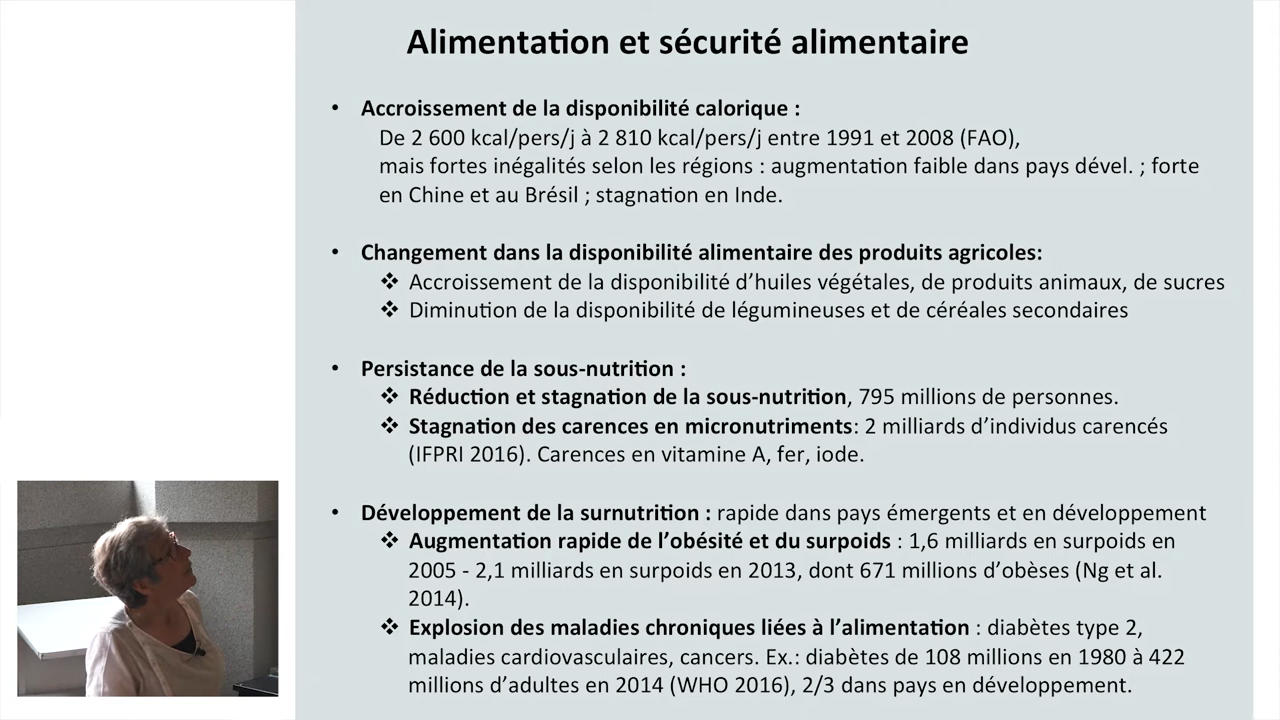 Alimentation et sécurité alimentaire
• Accroissement de la disponibilité calorique :
De 2 600 kcal/pers/j à 2 810 kcal/pers/j entre 1991 et 2008 (FAO),
mais fortes inégalités selon les régions : augmentation faible dans pays dével. ; forte
en Chine et au Brésil ; stagnation en Inde.
• Changement dans la disponibilité alimentaire des produits agricoles:
❖ Accroissement de la disponibilité d’huiles végétales, de produits animaux, de sucres
❖ Diminution de la disponibilité de légumineuses et de céréales secondaires
• Persistance de la sous-nutrition :
❖ Réduction et stagnation de la sous-nutrition, 795 millions de personnes.
❖ Stagnation des carences en micronutriments: 2 milliards d’individus carencés
(IFPRI 2016). Carences en vitamine A, fer, iode.
• Développement de la surnutrition : rapide dans pays émergents et en développement
❖ Augmentation rapide de l’obésité et du surpoids : 1,6 milliards en surpoids en
2005 - 2,1 milliards en surpoids en 2013, dont 671 millions d’obèses (Ng et al.
2014).
❖ Explosion des maladies chroniques liées à l’alimentation : diabètes type 2,
maladies cardiovasculaires, cancers. Ex.: diabètes de 108 millions en 1980 à 422
millions d’adultes en 2014 (WHO 2016), 2/3 dans pays en développement.